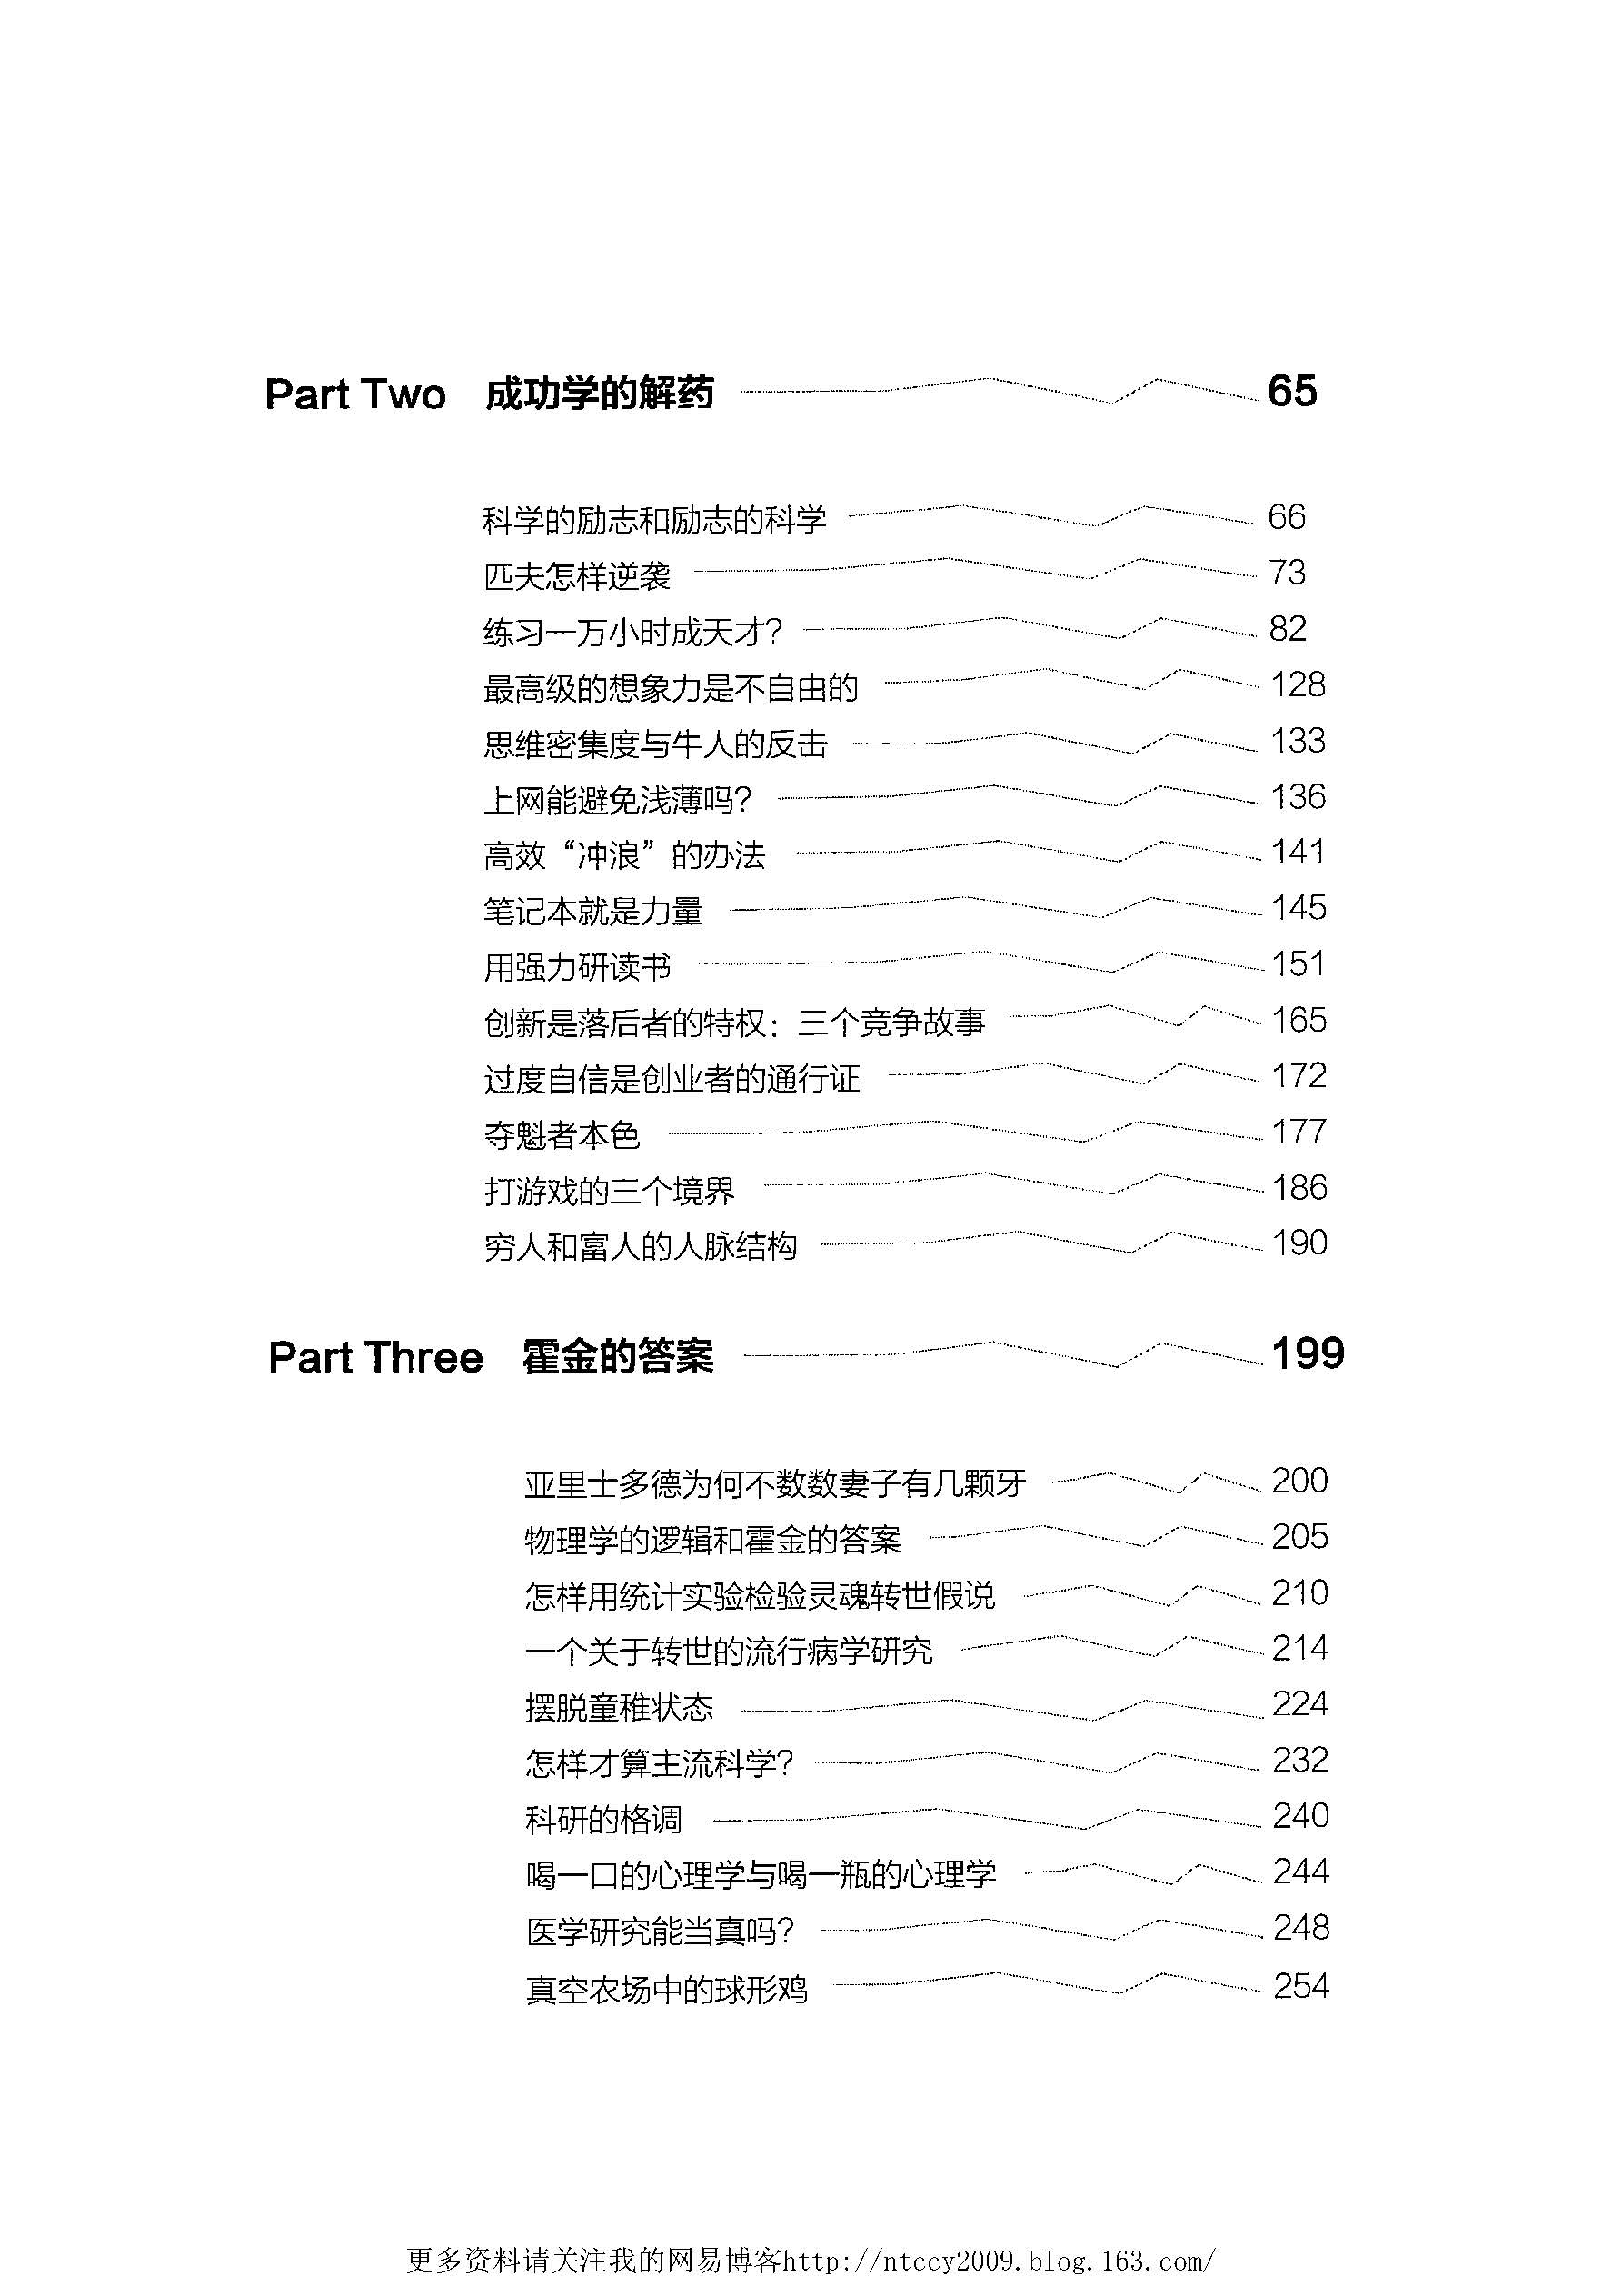 Part Two 成功学的解药 65
科学的励志和励志的科学 66
匹夫怎样逆袭 73
练习一万小时成天才? 82
最高级的想象力是不自由的 128
思维密集度与牛人的反击 133
上网能避免浅薄吗? 136
高效“冲浪”的办法 141
笔记本就是力量 145
用强力研读书 151
创新是落后者的特权：三个竞争故事 165
过度自信是创业者的通行证 172
夺魁者本色 177
打游戏的三个境界 186
穷人和富人的人脉结构 190
Part Three 霍金的答案 199
亚里士多德为何不数数妻子有几颗牙 200
物理学的逻辑和霍金的答案 205
怎样用统计实验检验灵魂转世假说 210
一个关于转世的流行病学研究 214
摆脱童稚状态 224
怎样才算主流科学? 232
科研的格调 240
喝一口的心理学与喝一瓶的心理学 244
医学研究能当真吗? 248
真空农场中的球形鸡 254
更多资料请关注我的网易博客http://ntccy2009.blog.163.com/